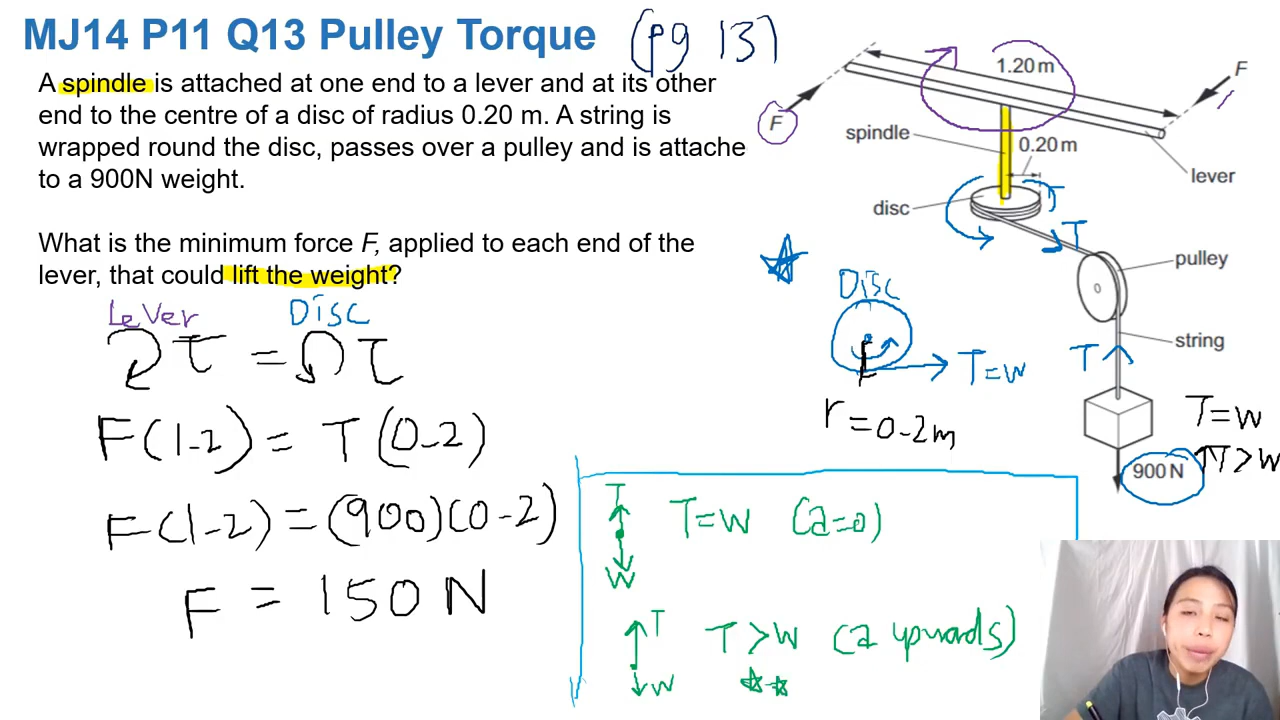 MJ14 P11 Q13 Pulley Torque (pg 13)
A spindle is attached at one end to a lever and at its other
end to the centre of a disc of radius 0.20 m. A string is
wrapped round the disc, passes over a pulley and is attache
to a 900N weight.
What is the minimum force F, applied to each end of the
lever, that could lift the weight?
Lever Disc
τ = τ
F(1.2) = T(0.2)
F(1.2) = (900)(0.2)
F = 150 N
1.20 m
F
F
spindle
0.20 m
lever
disc
T
T
pulley
string
T
900 N
T=W
T>W
Disc
T=W
r=0.2m
T
W
T=W (a=0)
T
W
T>W (a upwards)